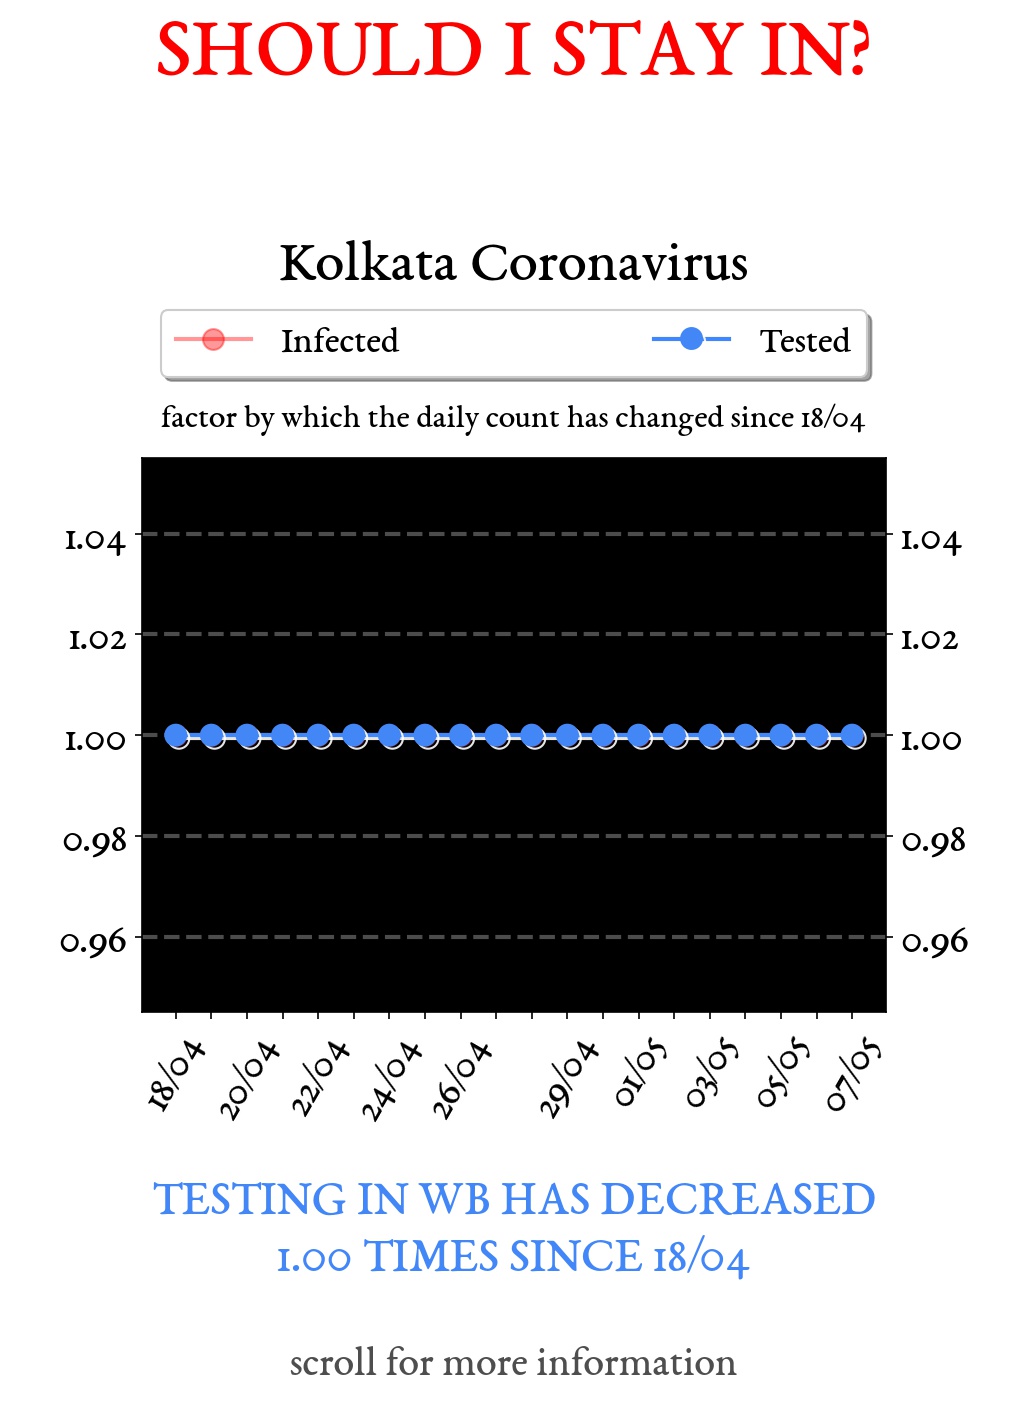 SHOULD I STAY IN?
Kolkata Coronavirus
Infected Tested
factor by which the daily count has changed since 18/04
1.04 1.04
1.02 1.02
1.00 1.00
0.98 0.98
0.96 0.96
18/04 20/04 22/04 24/04 26/04 29/04 01/05 03/05 05/05 07/05
TESTING IN WB HAS DECREASED
1.00 TIMES SINCE 18/04
scroll for more information